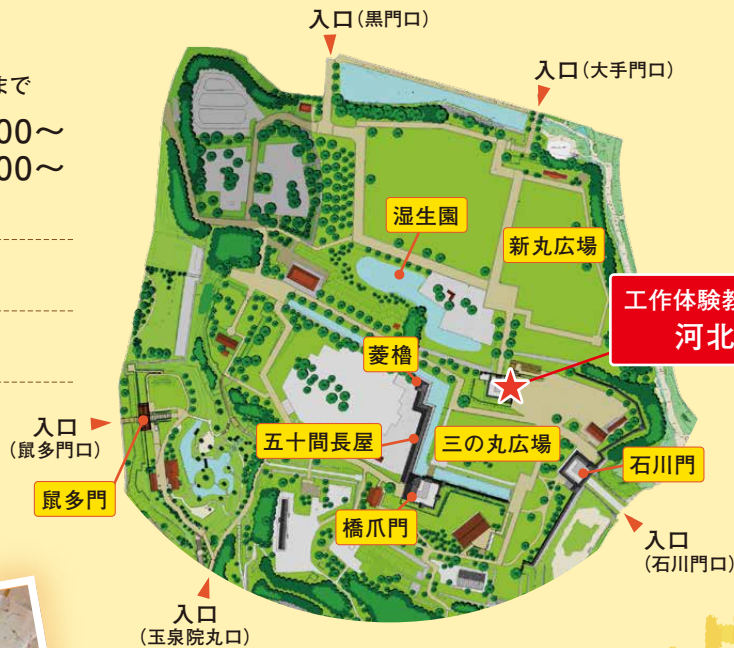 入口(黒門口)
入口(大手門口)
まで
00〜
00〜
湿生園
新丸広場
工作体験教
河北
菱櫓
入口
(鼠多門口)
五十間長屋
三の丸広場
石川門
鼠多門
橋爪門
入口
(石川門口)
入口
(玉泉院丸口)